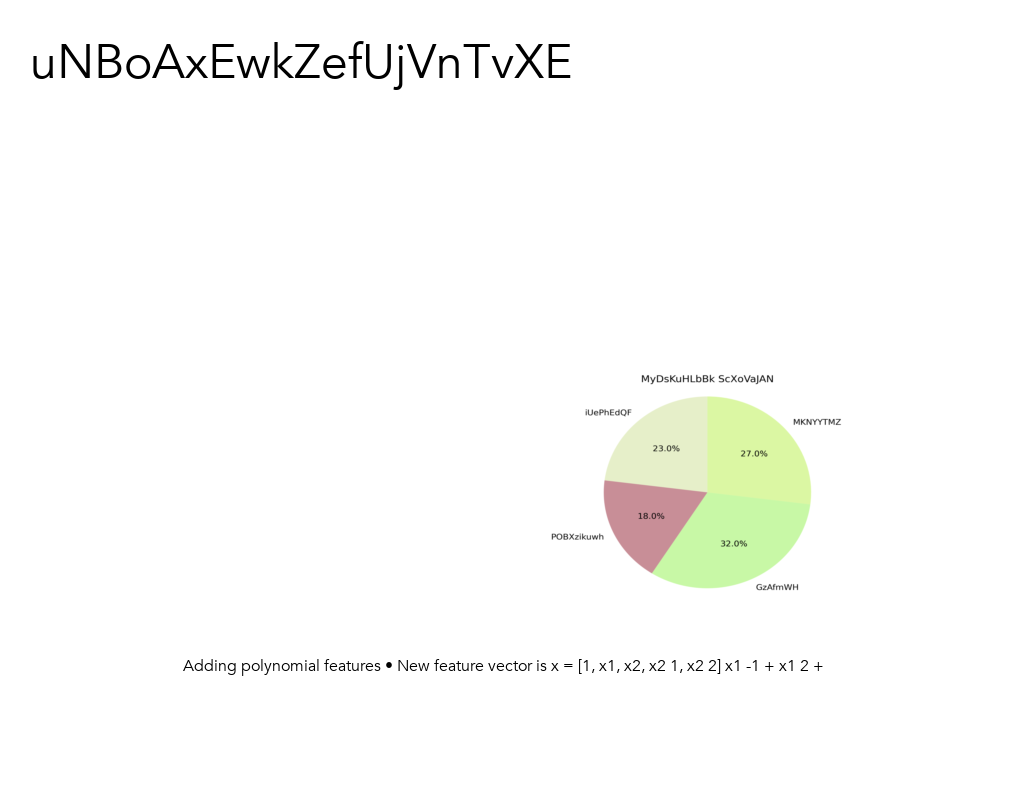 uNBoAxEwkZefUjVnTvXE
MyDsKuHLbBk ScXoVaJAN
iUePhEdQF
MKNYYTMZ
23.0%
27.0%
18.0%
POBXzikuwh
32.0%
GzAfmWH
Adding polynomial features • New feature vector is x = [1, x1, x2, x2 1, x2 2] x1 -1 + x1 2 +